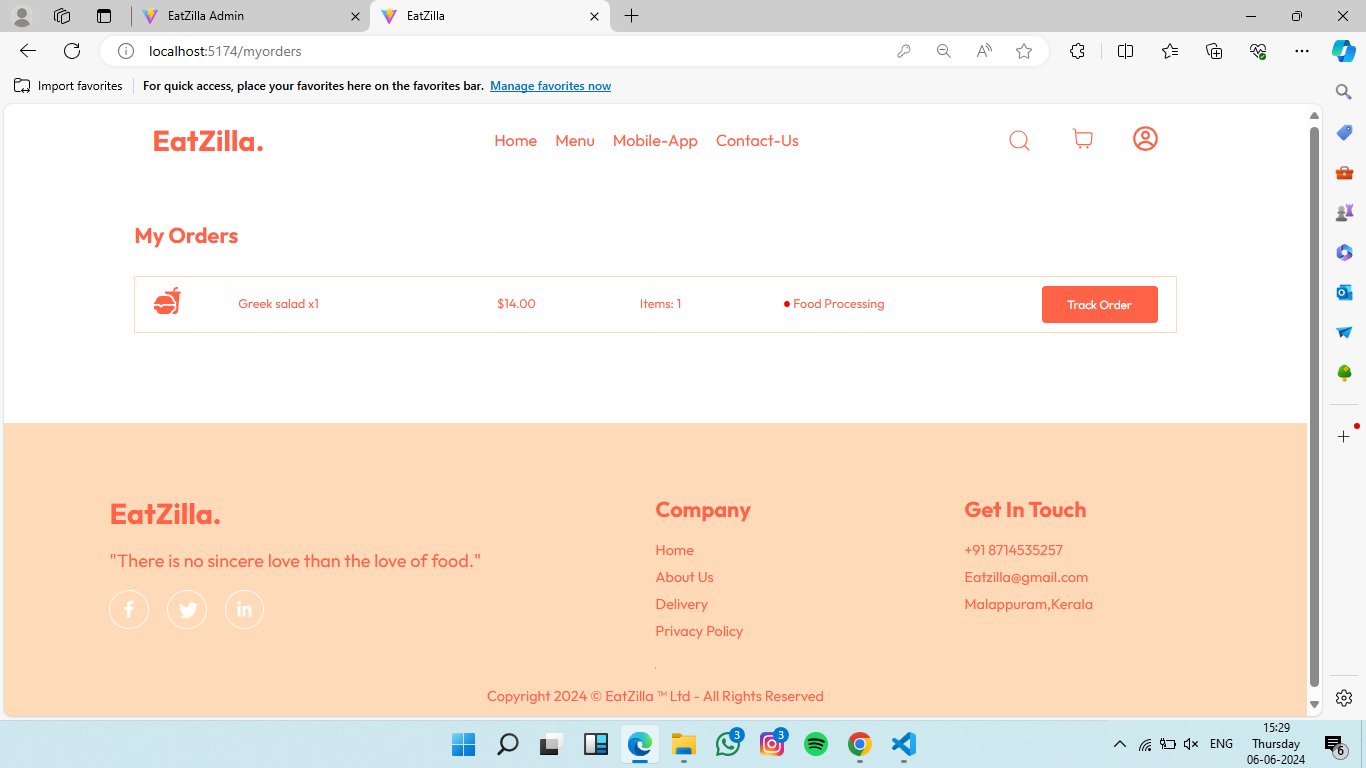 EatZilla Admin
EatZilla
localhost:5174/myorders
Import favorites
For quick access, place your favorites here on the favorites bar. Manage favorites now
EatZilla.
Home Menu Mobile-App Contact-Us
My Orders
Greek salad x1 $14.00 Items: 1 • Food Processing Track Order
EatZilla.
"There is no sincere love than the love of food."
Company
Home
About Us
Delivery
Privacy Policy
Get In Touch
+91 8714535257
Eatzilla@gmail.com
Malappuram,Kerala
Copyright 2024 © EatZilla ™ Ltd - All Rights Reserved
3
3
ENG
15:29
Thursday
06-06-2024
6